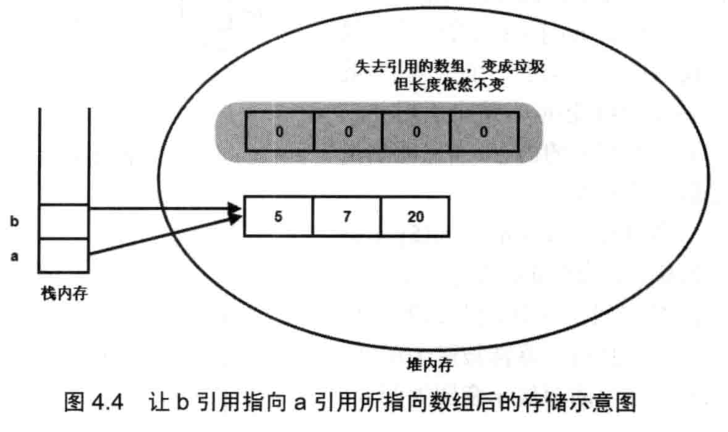 失去引用的数组，变成垃圾
但长度依然不变
0 0 0 0
5 7 20
b
a
栈内存
堆内存
图 4.4 让 b 引用指向 a 引用所指向数组后的存储示意图